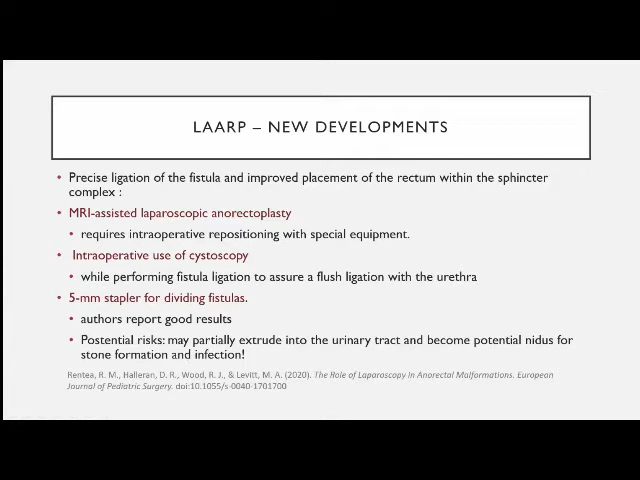 LAARP – NEW DEVELOPMENTS
• Precise ligation of the fistula and improved placement of the rectum within the sphincter
complex :
• MRI-assisted laparoscopic anorectoplasty
• requires intraoperative repositioning with special equipment.
• Intraoperative use of cystoscopy
• while performing fistula ligation to assure a flush ligation with the urethra
• 5-mm stapler for dividing fistulas.
• authors report good results
• Postential risks: may partially extrude into the urinary tract and become potential nidus for
stone formation and infection!
Rentea, R. M., Halleran, D. R., Wood, R. J., & Levitt, M. A. (2020). The Role of Laparoscopy in Anorectal Malformations. European
Journal of Pediatric Surgery. doi:10.1055/s-0040-1701700